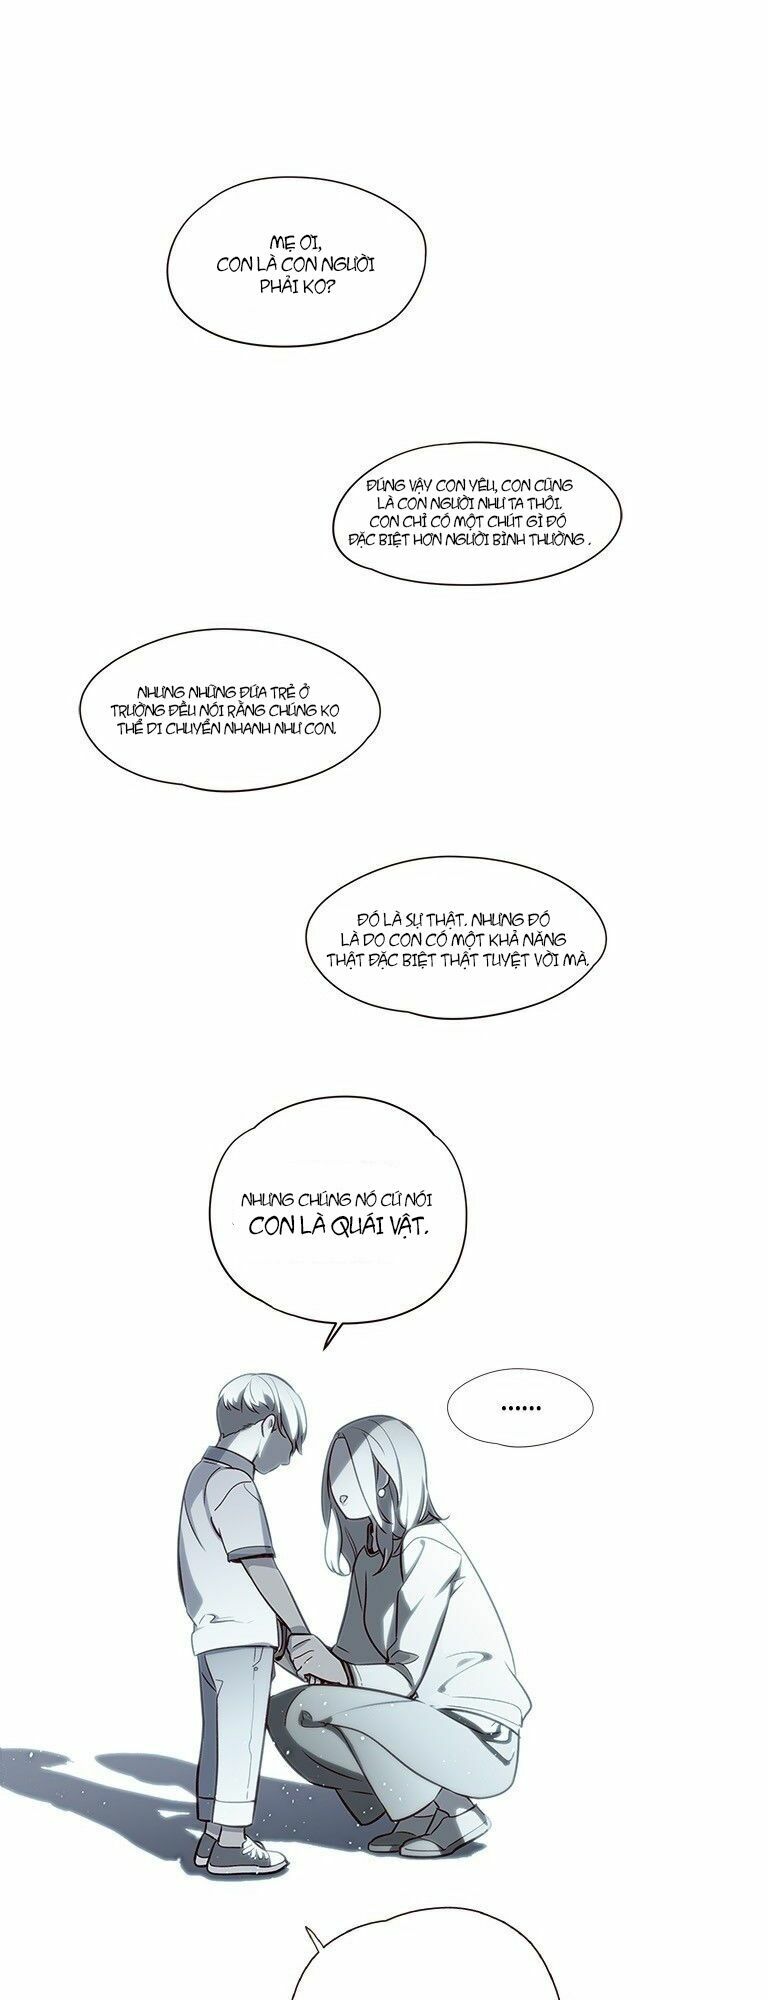 MẸ ƠI,
CON LÀ CON NGƯỜI
PHẢI KO?
ĐÚNG VẬY CON YÊU, CON CŨNG
LÀ CON NGƯỜI NHƯ TA THÔI.
CON CHỈ CÓ MỘT CHÚT GÌ ĐÓ
ĐẶC BIỆT HƠN NGƯỜI BÌNH THƯỜNG.
NHƯNG NHỮNG ĐỨA TRẺ Ở
TRƯỜNG ĐỀU NÓI RẰNG CHÚNG KO
THỂ DI CHUYỂN NHANH NHƯ CON.
ĐÓ LÀ SỰ THẬT. NHƯNG ĐÓ
LÀ DO CON CÓ MỘT KHẢ NĂNG
THẬT ĐẶC BIỆT THẬT TUYỆT VỜI MÀ.
NHƯNG CHÚNG NÓ CỨ NÓI
CON LÀ QUÁI VẬT.
......